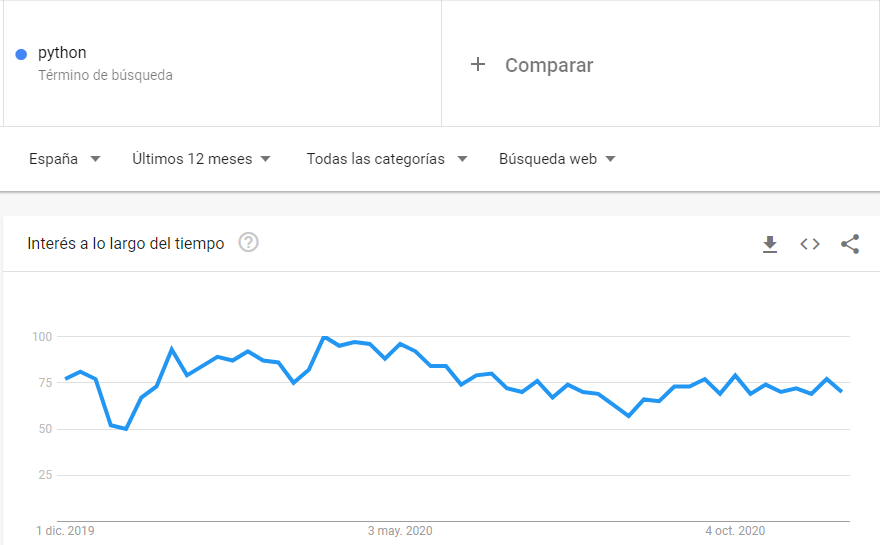 python
Término de búsqueda
+ Comparar
España
Últimos 12 meses
Todas las categorías
Búsqueda web
Interés a lo largo del tiempo ?
100
75
50
25
1 dic. 2019
3 may. 2020
4 oct. 2020